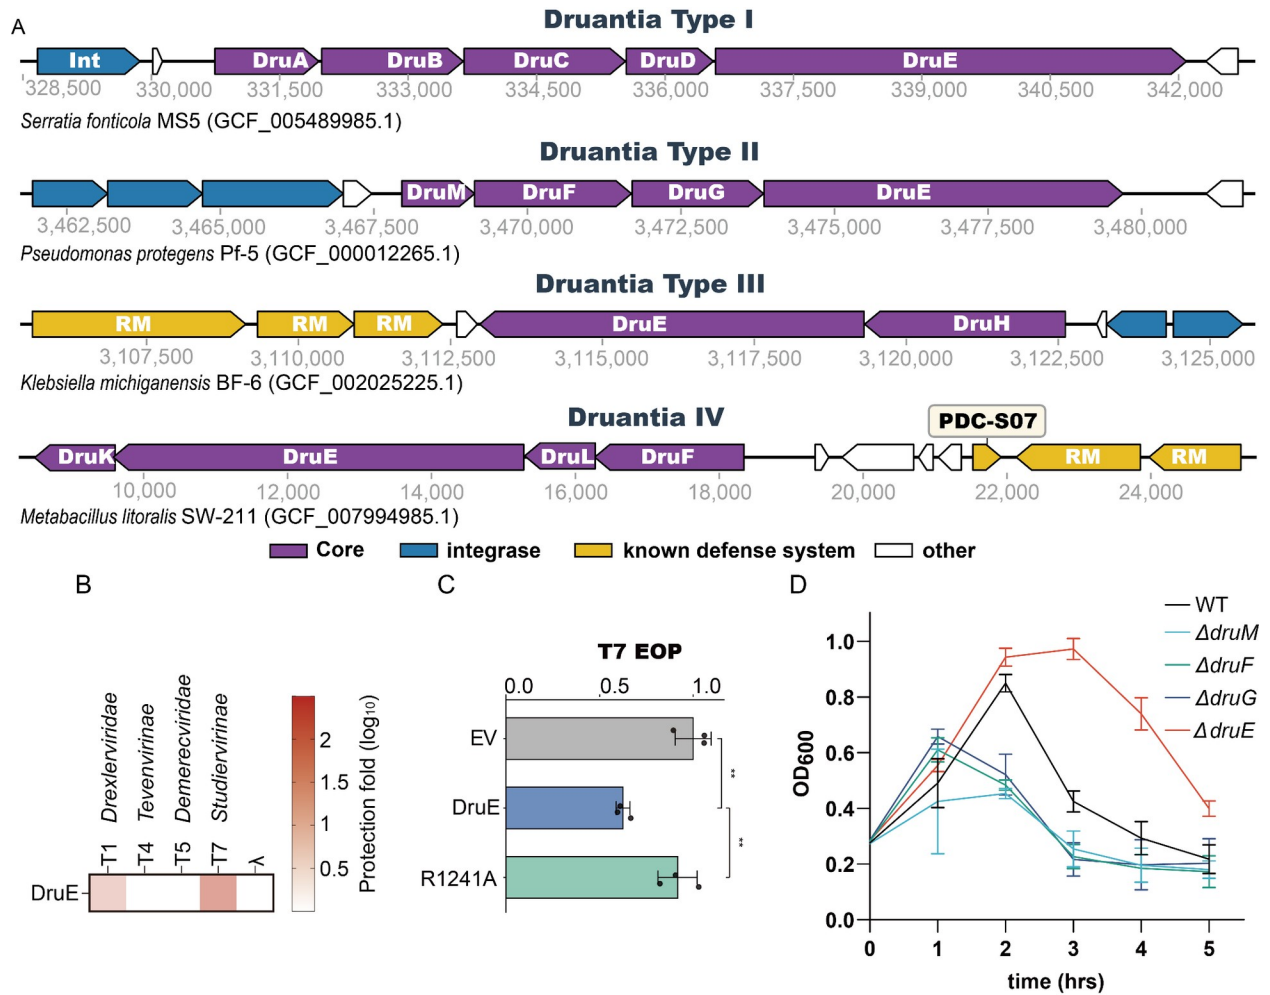 A
Druantia Type I
Int DruA DruB DruC DruD DruE
328,500 330,000 331,500 333,000 334,500 336,000 337,500 339,000 340,500 342,000
Serratia fonticola MS5 (GCF_005489985.1)
Druantia Type II
DruM DruF DruG DruE
3,462,500 3,465,000 3,467,500 3,470,000 3,472,500 3,475,000 3,477,500 3,480,000
Pseudomonas protegens Pf-5 (GCF_000012265.1)
Druantia Type III
RM RM RM DruE DruH
3,107,500 3,110,000 3,112,500 3,115,000 3,117,500 3,120,000 3,122,500 3,125,000
Klebsiella michiganensis BF-6 (GCF_002025225.1)
Druantia IV
PDC-S07
DruK DruE DruL DruF RM RM
10,000 12,000 14,000 16,000 18,000 20,000 22,000 24,000
Metabacillus litoralis SW-211 (GCF_007994985.1)
Core integrase known defense system other
B
Drexlerviridae
Tevenvirinae
Demerecviridae
Studiervirinae
T1 T4 T5 T7 λ
DruE
2
1.5
1
0.5
Protection fold (log10)
C
T7 EOP
0.0 0.5 1.0
EV
DruE
R1241A
**
**
D
WT
ΔdruM
ΔdruF
ΔdruG
ΔdruE
OD600
1.0
0.8
0.6
0.4
0.2
0.0
0 1 2 3 4 5
time (hrs)